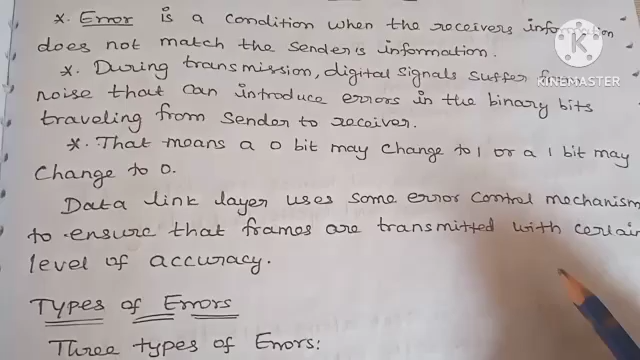 *. Error is a condition when the receivers information
does not match the sender's information.
*. During transmission, digital signals suffer from
noise that can introduce errors in the binary bits
traveling from sender to receiver.
*. That means a 0 bit may change to 1 or a 1 bit may
change to 0.
Data link layer uses some error control mechanism
to ensure that frames are transmitted with certain
level of accuracy.
Types of Errors
Three types of Errors:
K
KINEMASTER